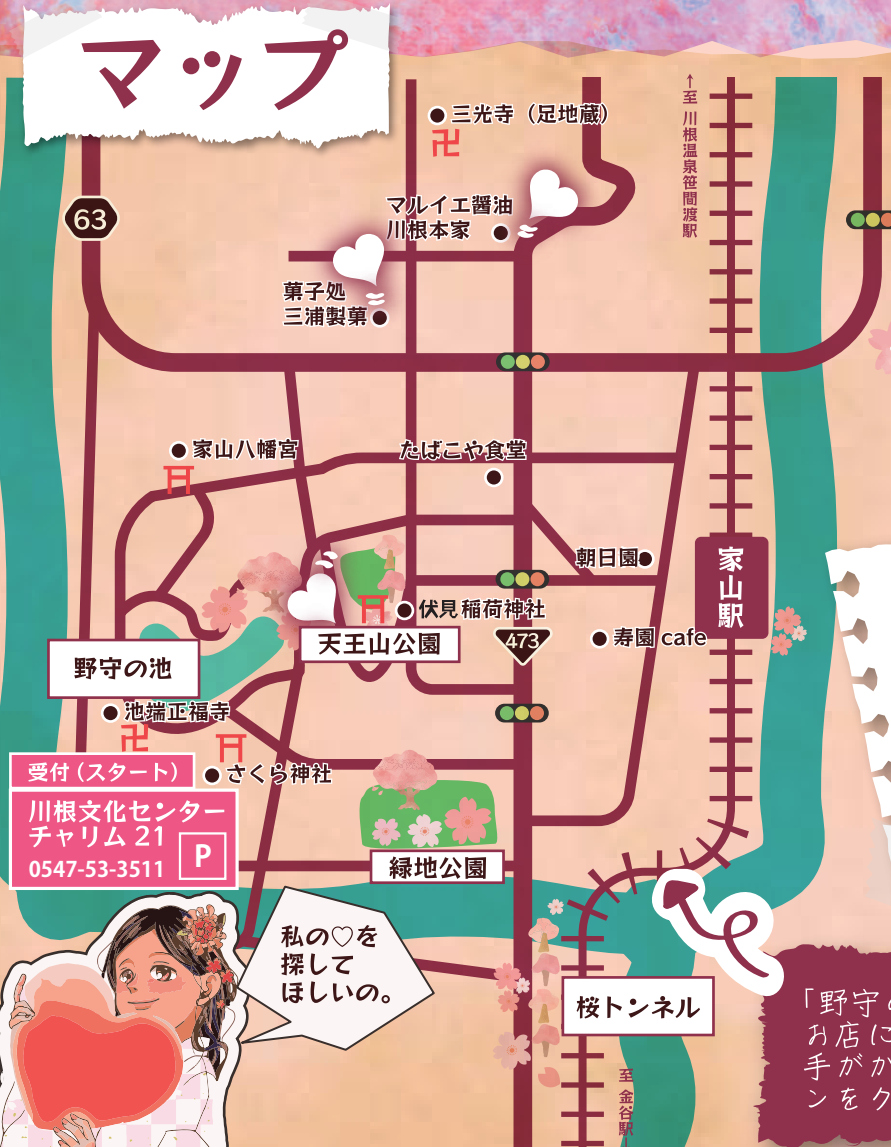 マップ
三光寺（足地蔵）
↑至 川根温泉笹間渡駅
マルイエ醤油
川根本家
63
菓子処
三浦製菓
家山八幡宮
たばこや食堂
朝日園
家山駅
伏見稲荷神社
天王山公園
473
寿園 cafe
野守の池
池端正福寺
さくら神社
受付（スタート）
川根文化センター
チャリム 21
0547-53-3511
P
緑地公園
私の♡を
探して
ほしいの。
桜トンネル
「野守
お店に
手がか
ンをク
至 金谷駅